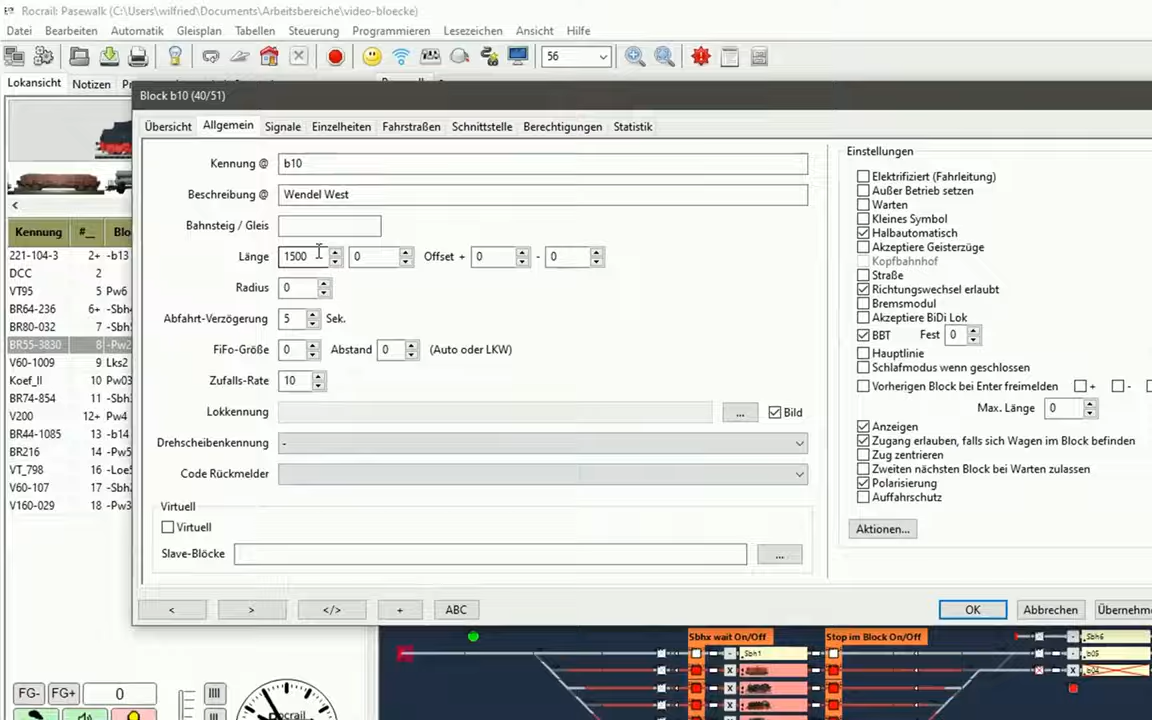 Rocrail: Pasewalk (C:\Users\wilfried\Documents\Arbeitsbereiche\video-bloecke)
Datei Bearbeiten Automatik Gleisplan Tabellen Steuerung Programmieren Lesezeichen Ansicht Hilfe
56
Lokansicht Notizen
Block b10 (40/51)
Übersicht Allgemein Signale Einzelheiten Fahrstraßen Schnittstelle Berechtigungen Statistik
Kennung @ b10
Beschreibung @ Wendel West
Bahnsteig / Gleis
Länge 1500 0 Offset + 0 - 0
Radius 0
Abfahrt-Verzögerung 5 Sek.
FiFo-Größe 0 Abstand 0 (Auto oder LKW)
Zufalls-Rate 10
Lokkennung ... Bild
Drehscheibenkennung -
Code Rückmelder
Virtuell
Virtuell
Slave-Blöcke ...
Einstellungen
Elektrifiziert (Fahrleitung)
Außer Betrieb setzen
Warten
Kleines Symbol
Halbautomatisch
Akzeptiere Geisterzüge
Kopfbahnhof
Straße
Richtungswechsel erlaubt
Bremsmodul
Akzeptiere BiDi Lok
BBT Fest 0
Hauptlinie
Schlafmodus wenn geschlossen
Vorherigen Block bei Enter freimelden + -
Max. Länge 0
Anzeigen
Zugang erlauben, falls sich Wagen im Block befinden
Zug zentrieren
Zweiten nächsten Block bei Warten zulassen
Polarisierung
Auffahrschutz
Aktionen...
< > </> + ABC OK Abbrechen Übernehm
<
Kennung #_ Blo
221-104-3 2+ -b13
DCC 2
VT95 5 Pw6
BR64-236 6+ -Sbh
BR80-032 7 -Sbh
BR55-3830 8 -Pw2
V60-1009 9 Lks2
Koef_II 10 Pw03
BR74-854 11 -Sbh
V200 12+ Pw4
BR44-1085 13 -b14
BR216 14 -Pw5
VT_798 16 -Loe
V60-107 17 -Sbh
V160-029 18 -Pw3
FG- FG+ 0
Rocrail
Sbhx wait On/Off Stop im Block On/Off
Sbh1
Sbh6
b05
b04